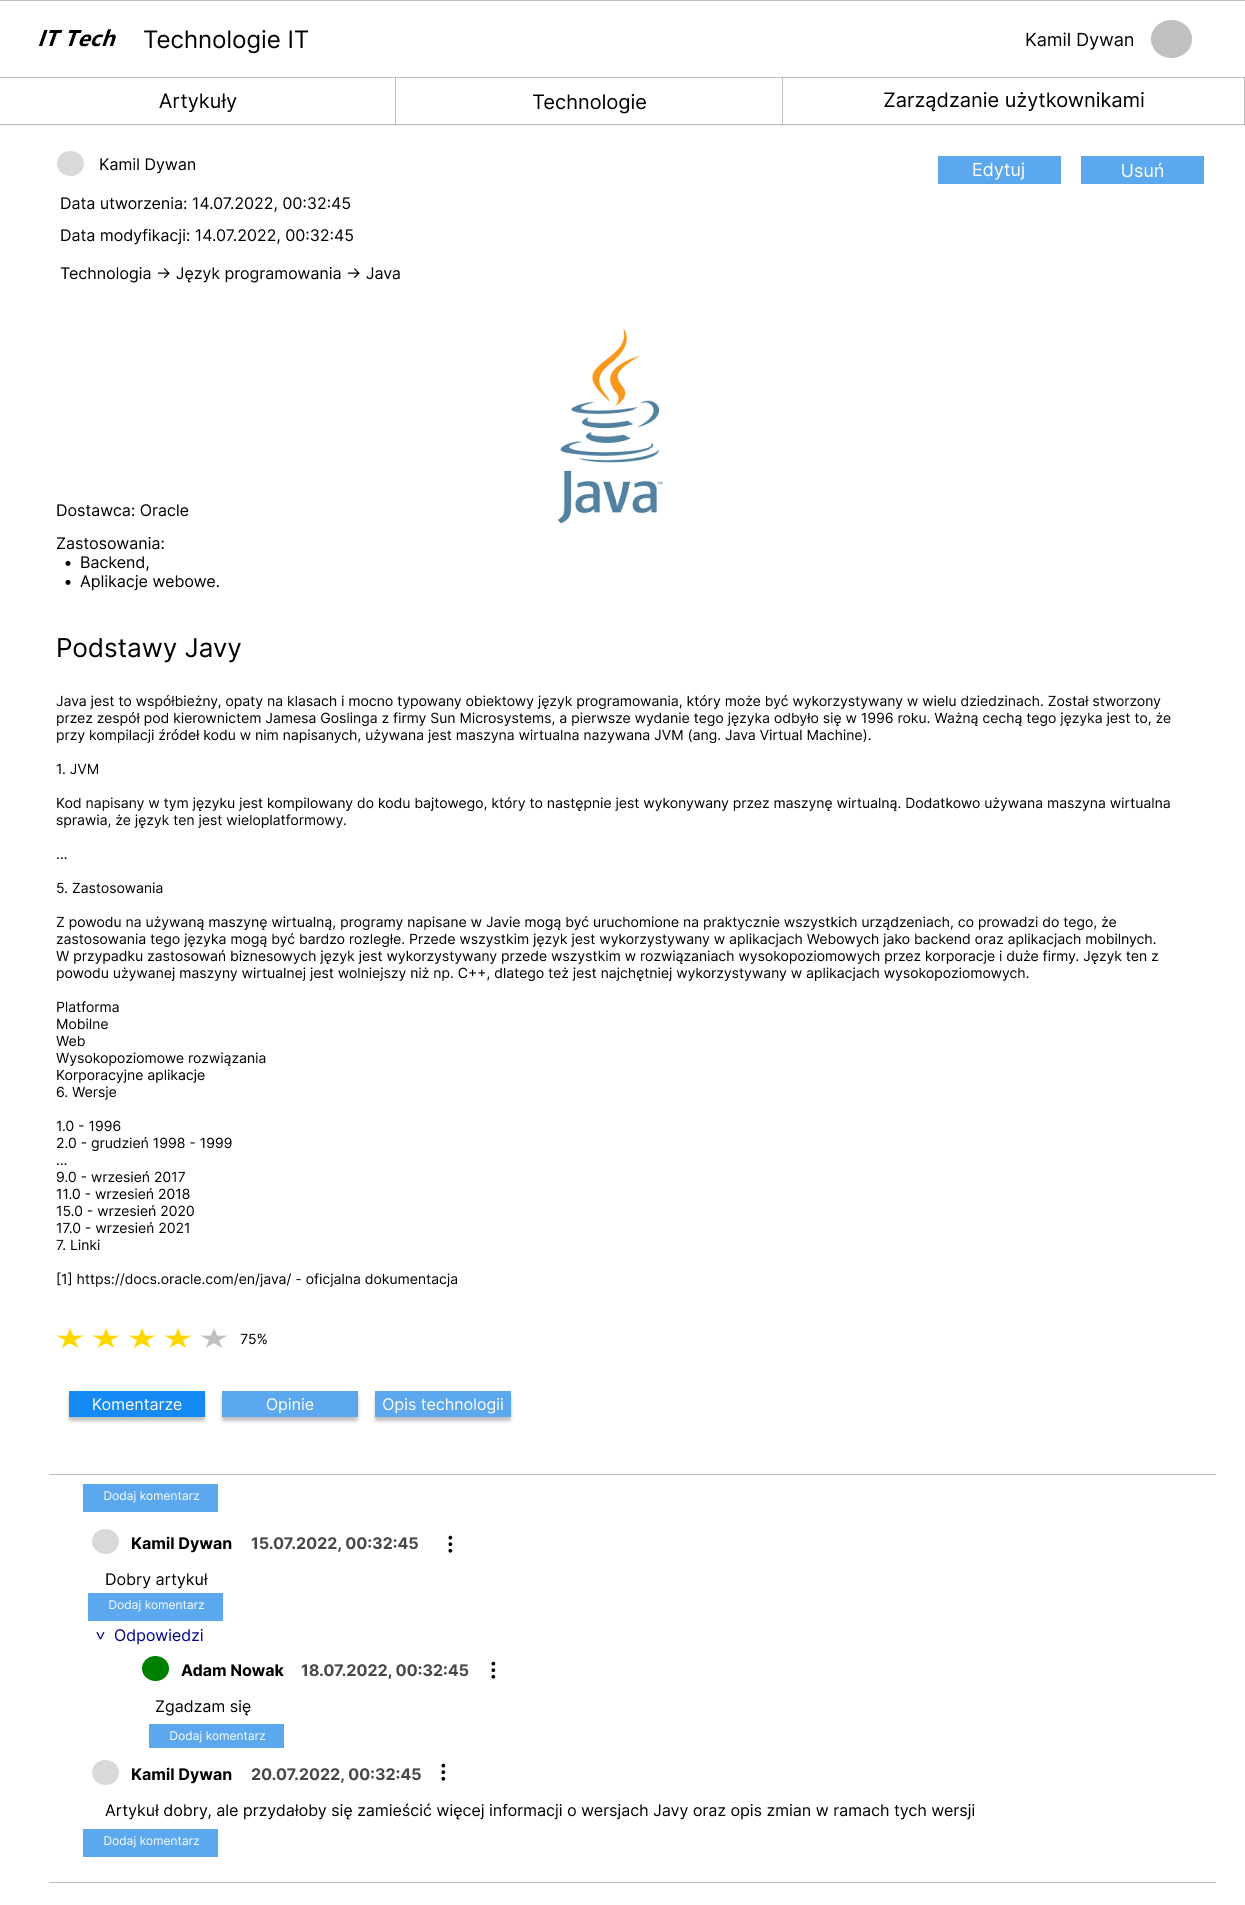 IT Tech
Technologie IT
Kamil Dywan
Artykuły
Technologie
Zarządzanie użytkownikami
Kamil Dywan
Edytuj
Usuń
Data utworzenia: 14.07.2022, 00:32:45
Data modyfikacji: 14.07.2022, 00:32:45
Technologia → Język programowania → Java
Java™
Dostawca: Oracle
Zastosowania:
• Backend,
• Aplikacje webowe.
Podstawy Javy
Java jest to współbieżny, opaty na klasach i mocno typowany obiektowy język programowania, który może być wykorzystywany w wielu dziedzinach. Został stworzony
przez zespół pod kierownictem Jamesa Goslinga z firmy Sun Microsystems, a pierwsze wydanie tego języka odbyło się w 1996 roku. Ważną cechą tego języka jest to, że
przy kompilacji źródeł kodu w nim napisanych, używana jest maszyna wirtualna nazywana JVM (ang. Java Virtual Machine).
1. JVM
Kod napisany w tym języku jest kompilowany do kodu bajtowego, który to następnie jest wykonywany przez maszynę wirtualną. Dodatkowo używana maszyna wirtualna
sprawia, że język ten jest wieloplatformowy.
...
5. Zastosowania
Z powodu na używaną maszynę wirtualną, programy napisane w Javie mogą być uruchomione na praktycznie wszystkich urządzeniach, co prowadzi do tego, że
zastosowania tego języka mogą być bardzo rozległe. Przede wszystkim język jest wykorzystywany w aplikacjach Webowych jako backend oraz aplikacjach mobilnych.
W przypadku zastosowań biznesowych język jest wykorzystywany przede wszystkim w rozwiązaniach wysokopoziomowych przez korporacje i duże firmy. Język ten z
powodu używanej maszyny wirtualnej jest wolniejszy niż np. C++, dlatego też jest najchętniej wykorzystywany w aplikacjach wysokopoziomowych.
Platforma
Mobilne
Web
Wysokopoziomowe rozwiązania
Korporacyjne aplikacje
6. Wersje
1.0 - 1996
2.0 - grudzień 1998 - 1999
...
9.0 - wrzesień 2017
11.0 - wrzesień 2018
15.0 - wrzesień 2020
17.0 - wrzesień 2021
7. Linki
[1] https://docs.oracle.com/en/java/ - oficjalna dokumentacja
75%
Komentarze
Opinie
Opis technologii
Dodaj komentarz
Kamil Dywan 15.07.2022, 00:32:45
Dobry artykuł
Dodaj komentarz
Odpowiedzi
Adam Nowak 18.07.2022, 00:32:45
Zgadzam się
Dodaj komentarz
Kamil Dywan 20.07.2022, 00:32:45
Artykuł dobry, ale przydałoby się zamieścić więcej informacji o wersjach Javy oraz opis zmian w ramach tych wersji
Dodaj komentarz